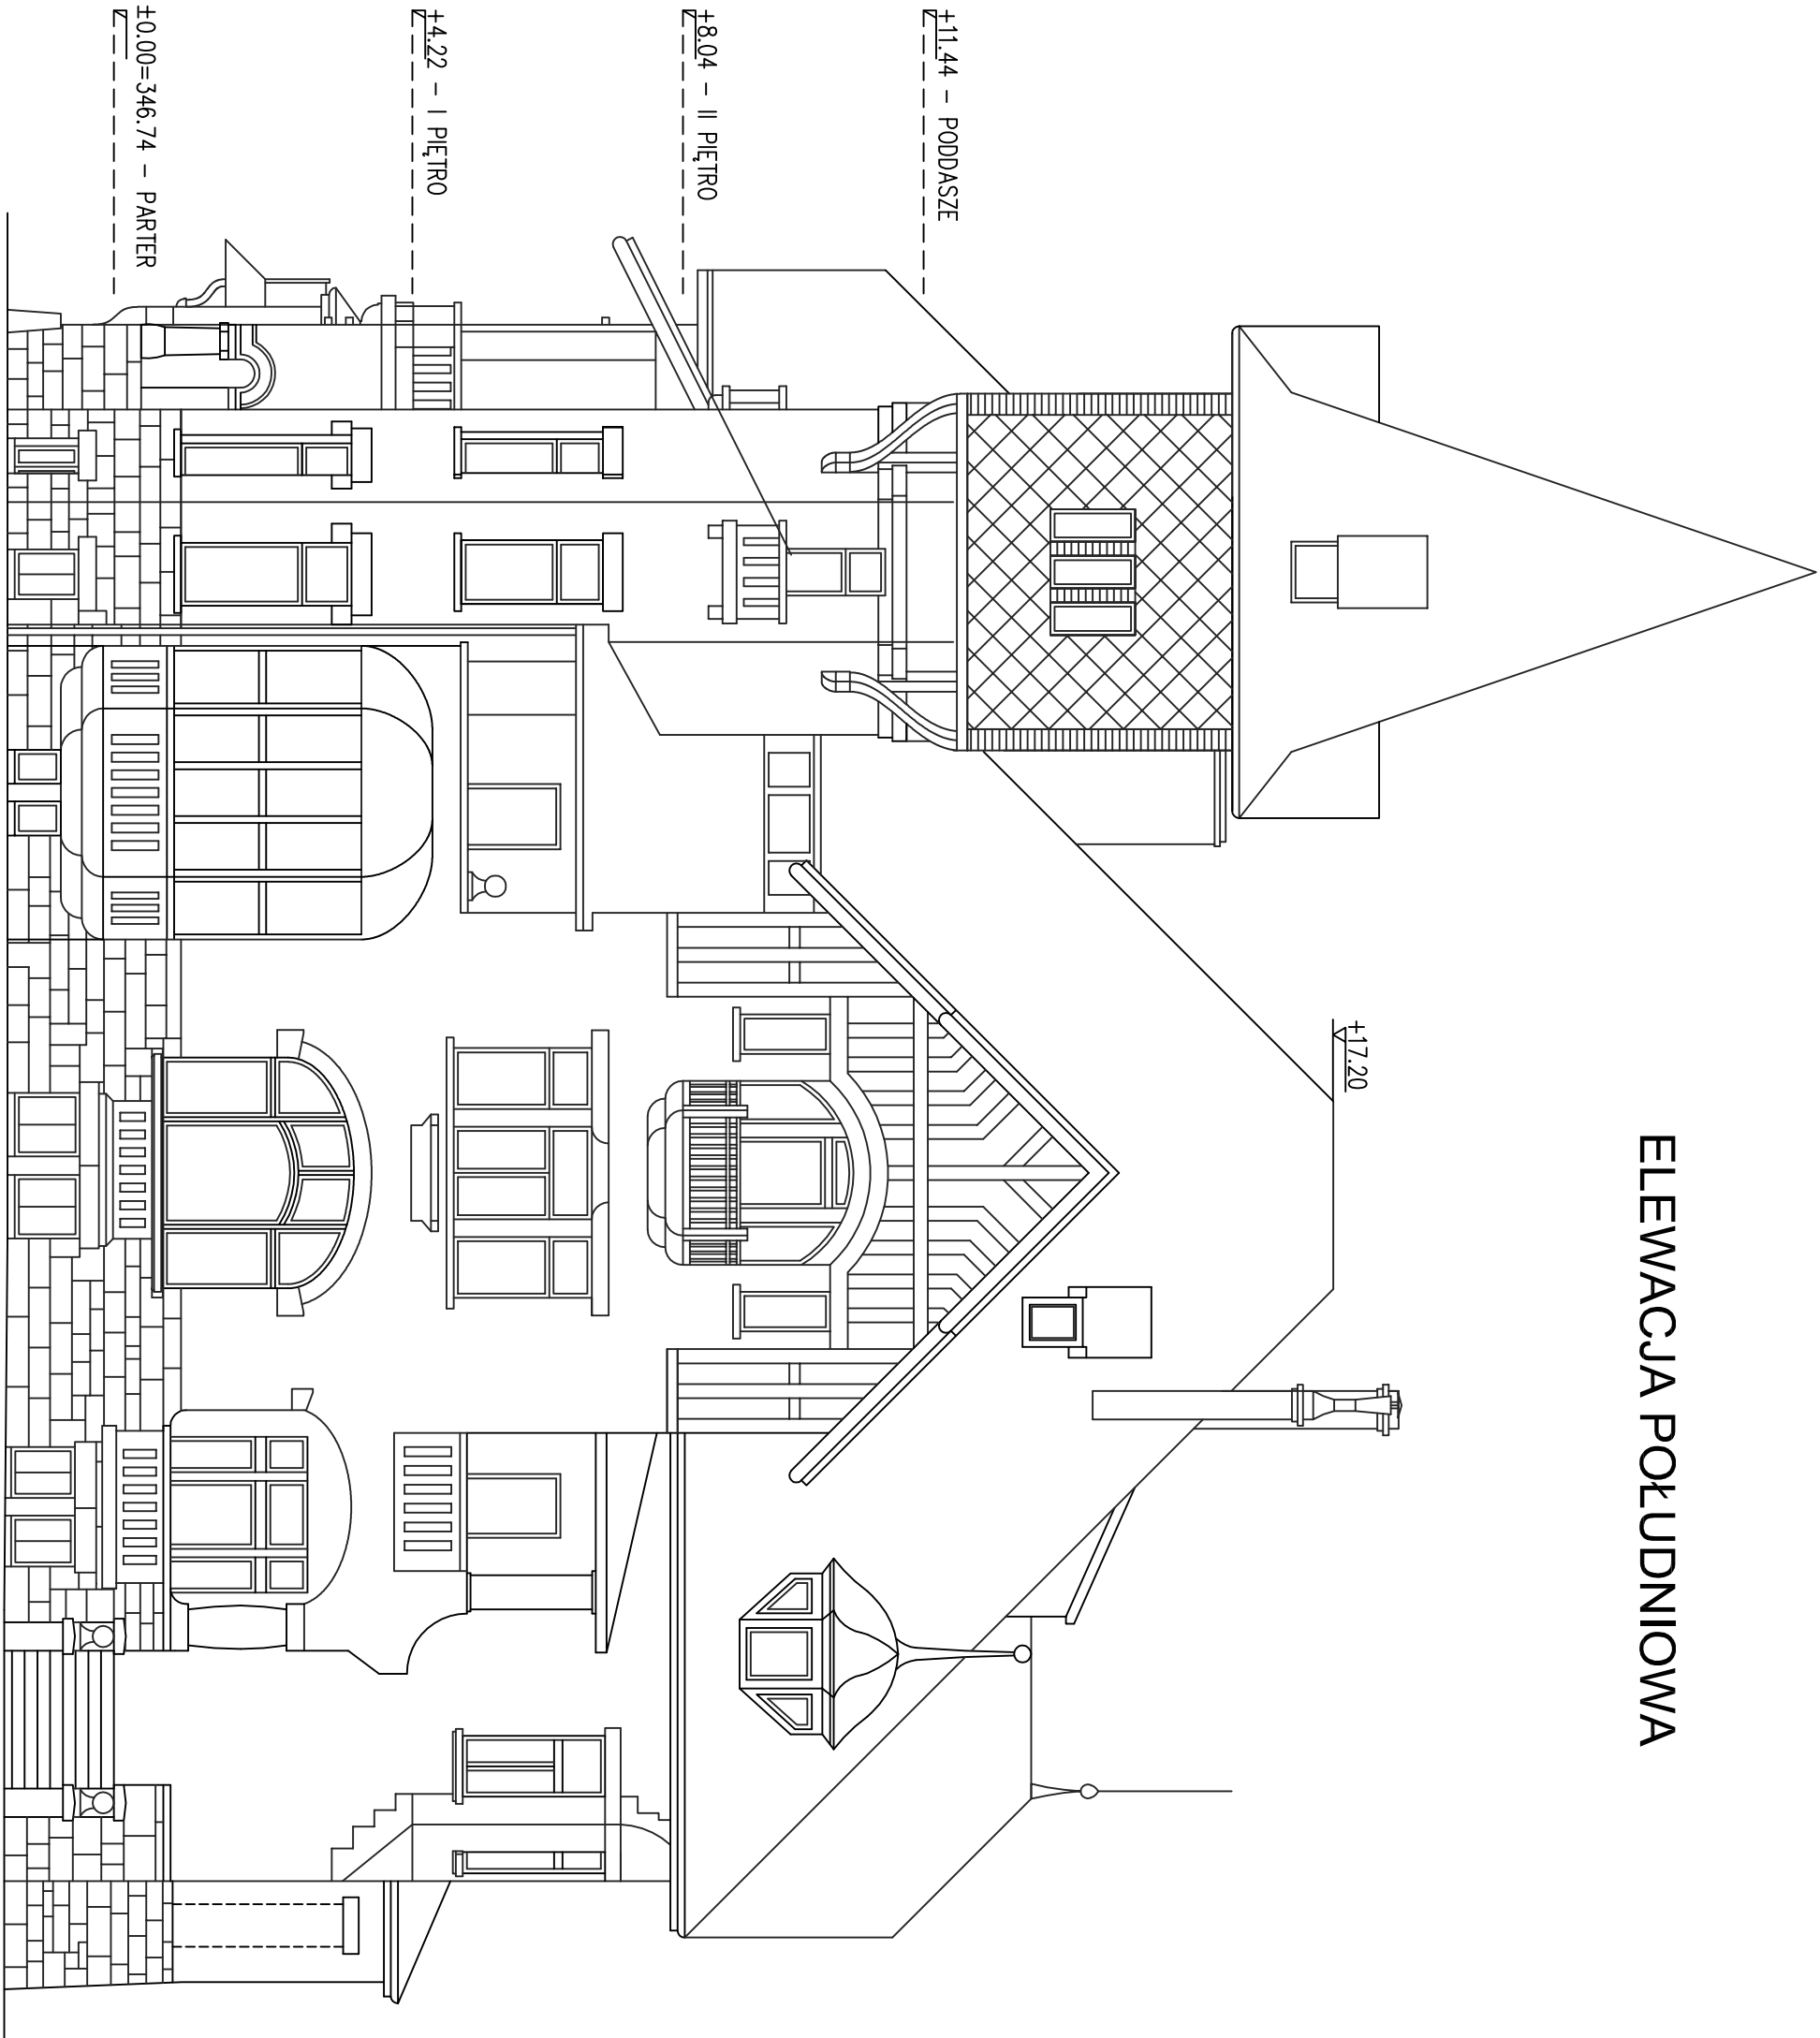 ELEWACJA POŁUDNIOWA
+17.20
+11.44 - PODDASZE
+8.04 - II PIĘTRO
+4.22 - I PIĘTRO
±0.00=346.74 - PARTER